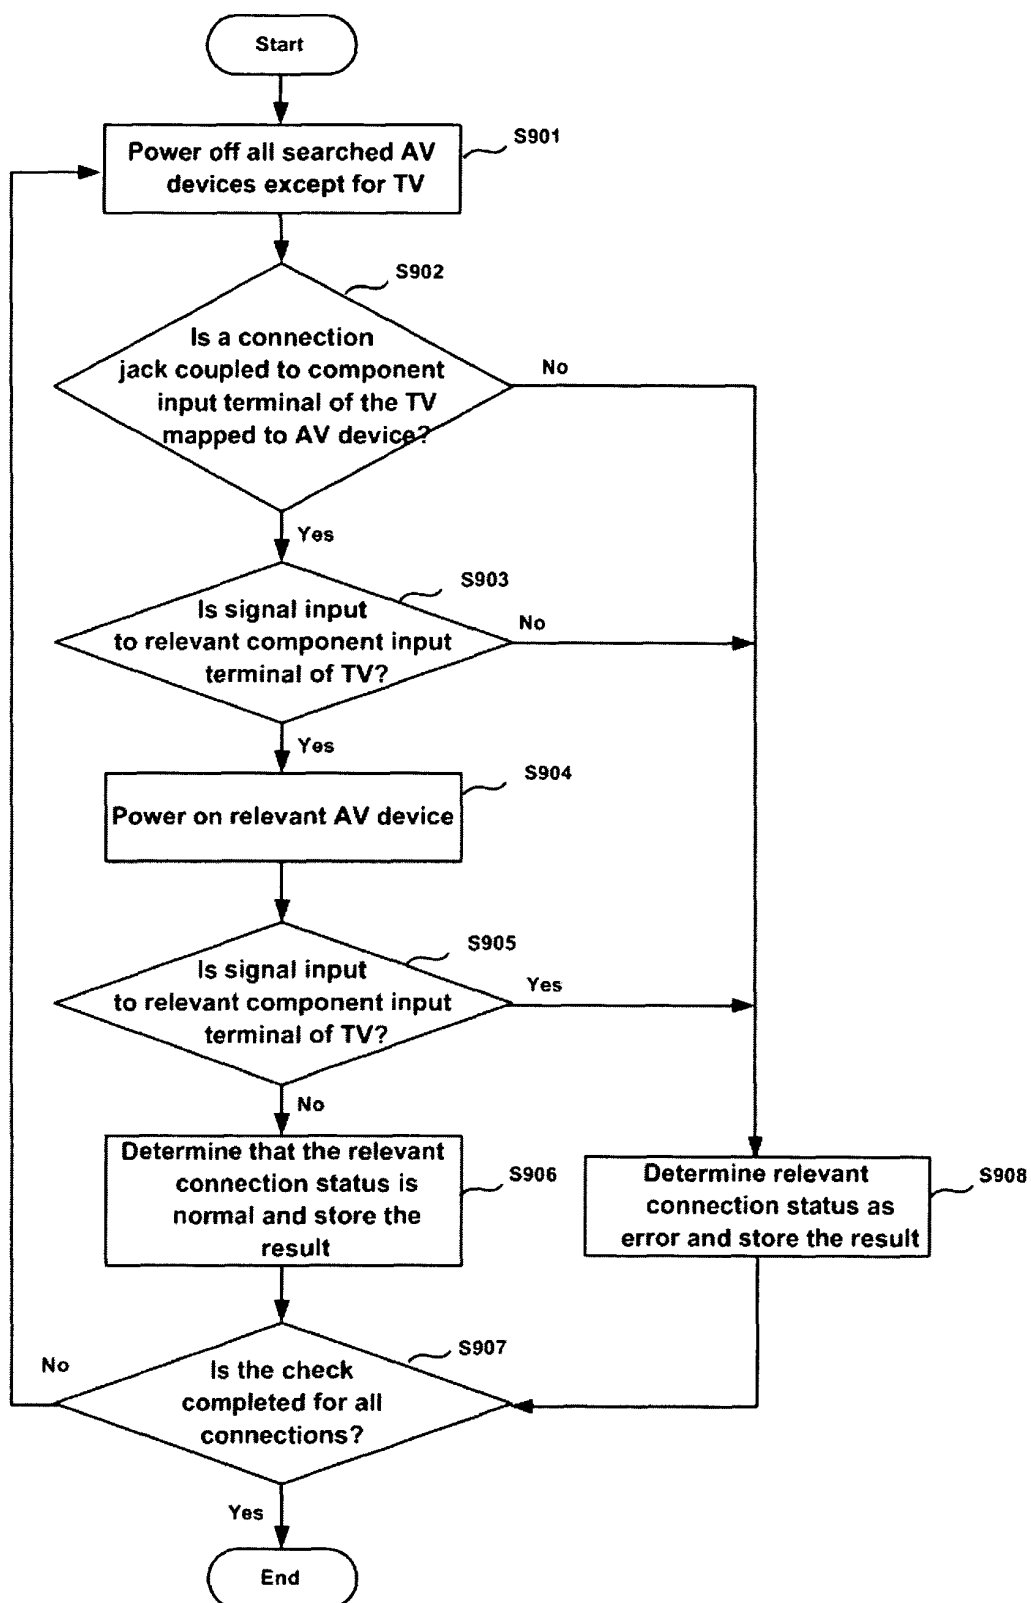 Start
S901
Power off all searched AV
devices except for TV
S902
Is a connection
jack coupled to component
input terminal of the TV
mapped to AV device?
No
Yes
S903
Is signal input
to relevant component input
terminal of TV?
No
Yes
S904
Power on relevant AV device
S905
Is signal input
to relevant component input
terminal of TV?
Yes
No
Determine that the relevant
connection status is
normal and store the
result
S906
Determine relevant
connection status as
error and store the result
S908
S907
No
Is the check
completed for all
connections?
Yes
End